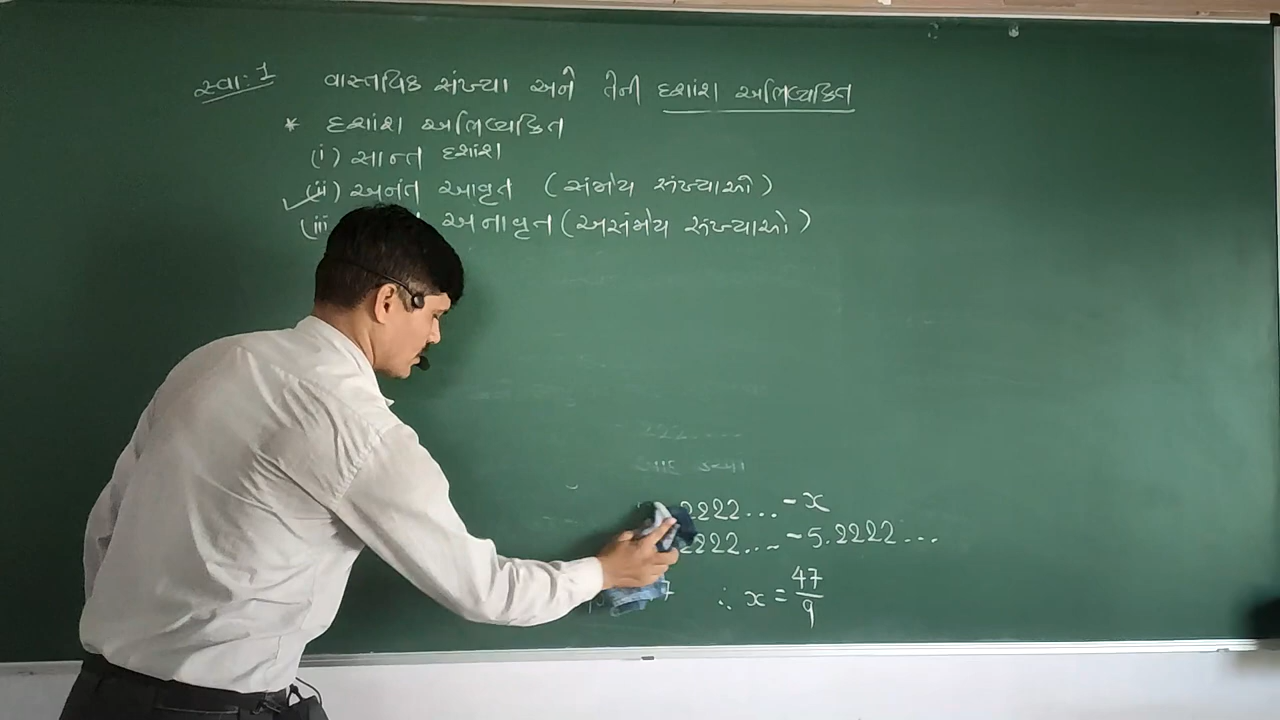 સ્વા:1 વાસ્તવિક સંખ્યા અને તેની દશાંશ અભિવ્યક્તિ
* દશાંશ અભિવ્યક્તિ
(i) સાન્ત દશાંશ
(ii) અનંત આવૃત (સંમેય સંખ્યાઓ)
(iii અનાવૃત (અસંમેય સંખ્યાઓ)
2222... - x
2222... - 5.2222...
∴ x = 47/9